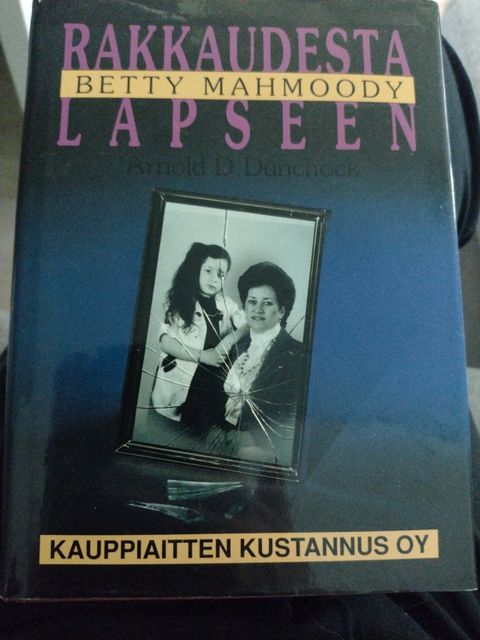 RAKKAUDESTA
BETTY MAHMOODY
LAPSEEN
Arnold D. Dunchock
KAUPPIAITTEN KUSTANNUS OY